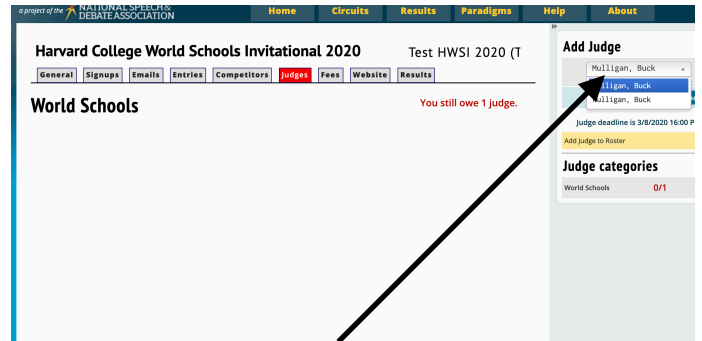 a project of the NATIONAL SPEECH &
DEBATE ASSOCIATION
Home Circuits Results Paradigms Help About
Harvard College World Schools Invitational 2020 Test HWSI 2020 (T
General Signups Emails Entries Competitors Judges Fees Website Results
World Schools You still owe 1 judge.
Add Judge
Mulligan, Buck
Mulligan, Buck
Mulligan, Buck
Judge deadline is 3/8/2020 16:00 P
Add Judge to Roster
Judge categories
World Schools 0/1